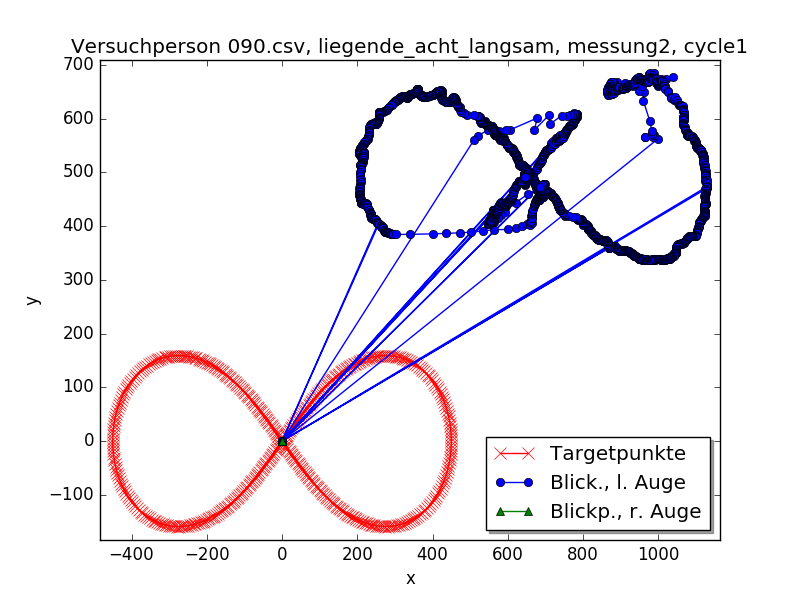 Versuchperson 090.csv, liegende_acht_langsam, messung2, cycle1
700
600
500
400
300
200
100
0
−100
y
−400
−200
0
200
400
600
800
1000
x
Targetpunkte
Blick., l. Auge
Blickp., r. Auge